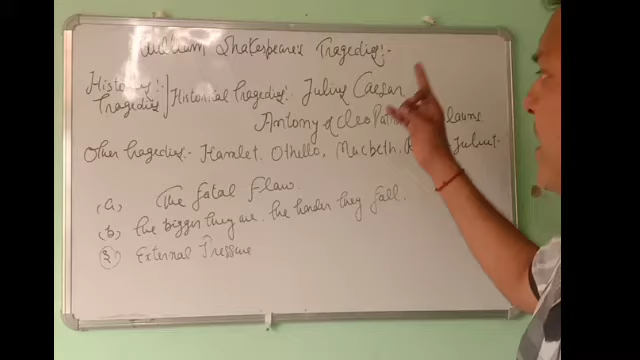 William Shakespeare's Tragedies:-
History:-
Tragedies
Historical Tragedies: Julius Caesar
Antony & Cleopatra
Other tragedies:- Hamlet. Othello, Macbeth, Juliet-
(a) The fatal flaw.
(b) the bigger they are. the harder they fall.
External Pressure